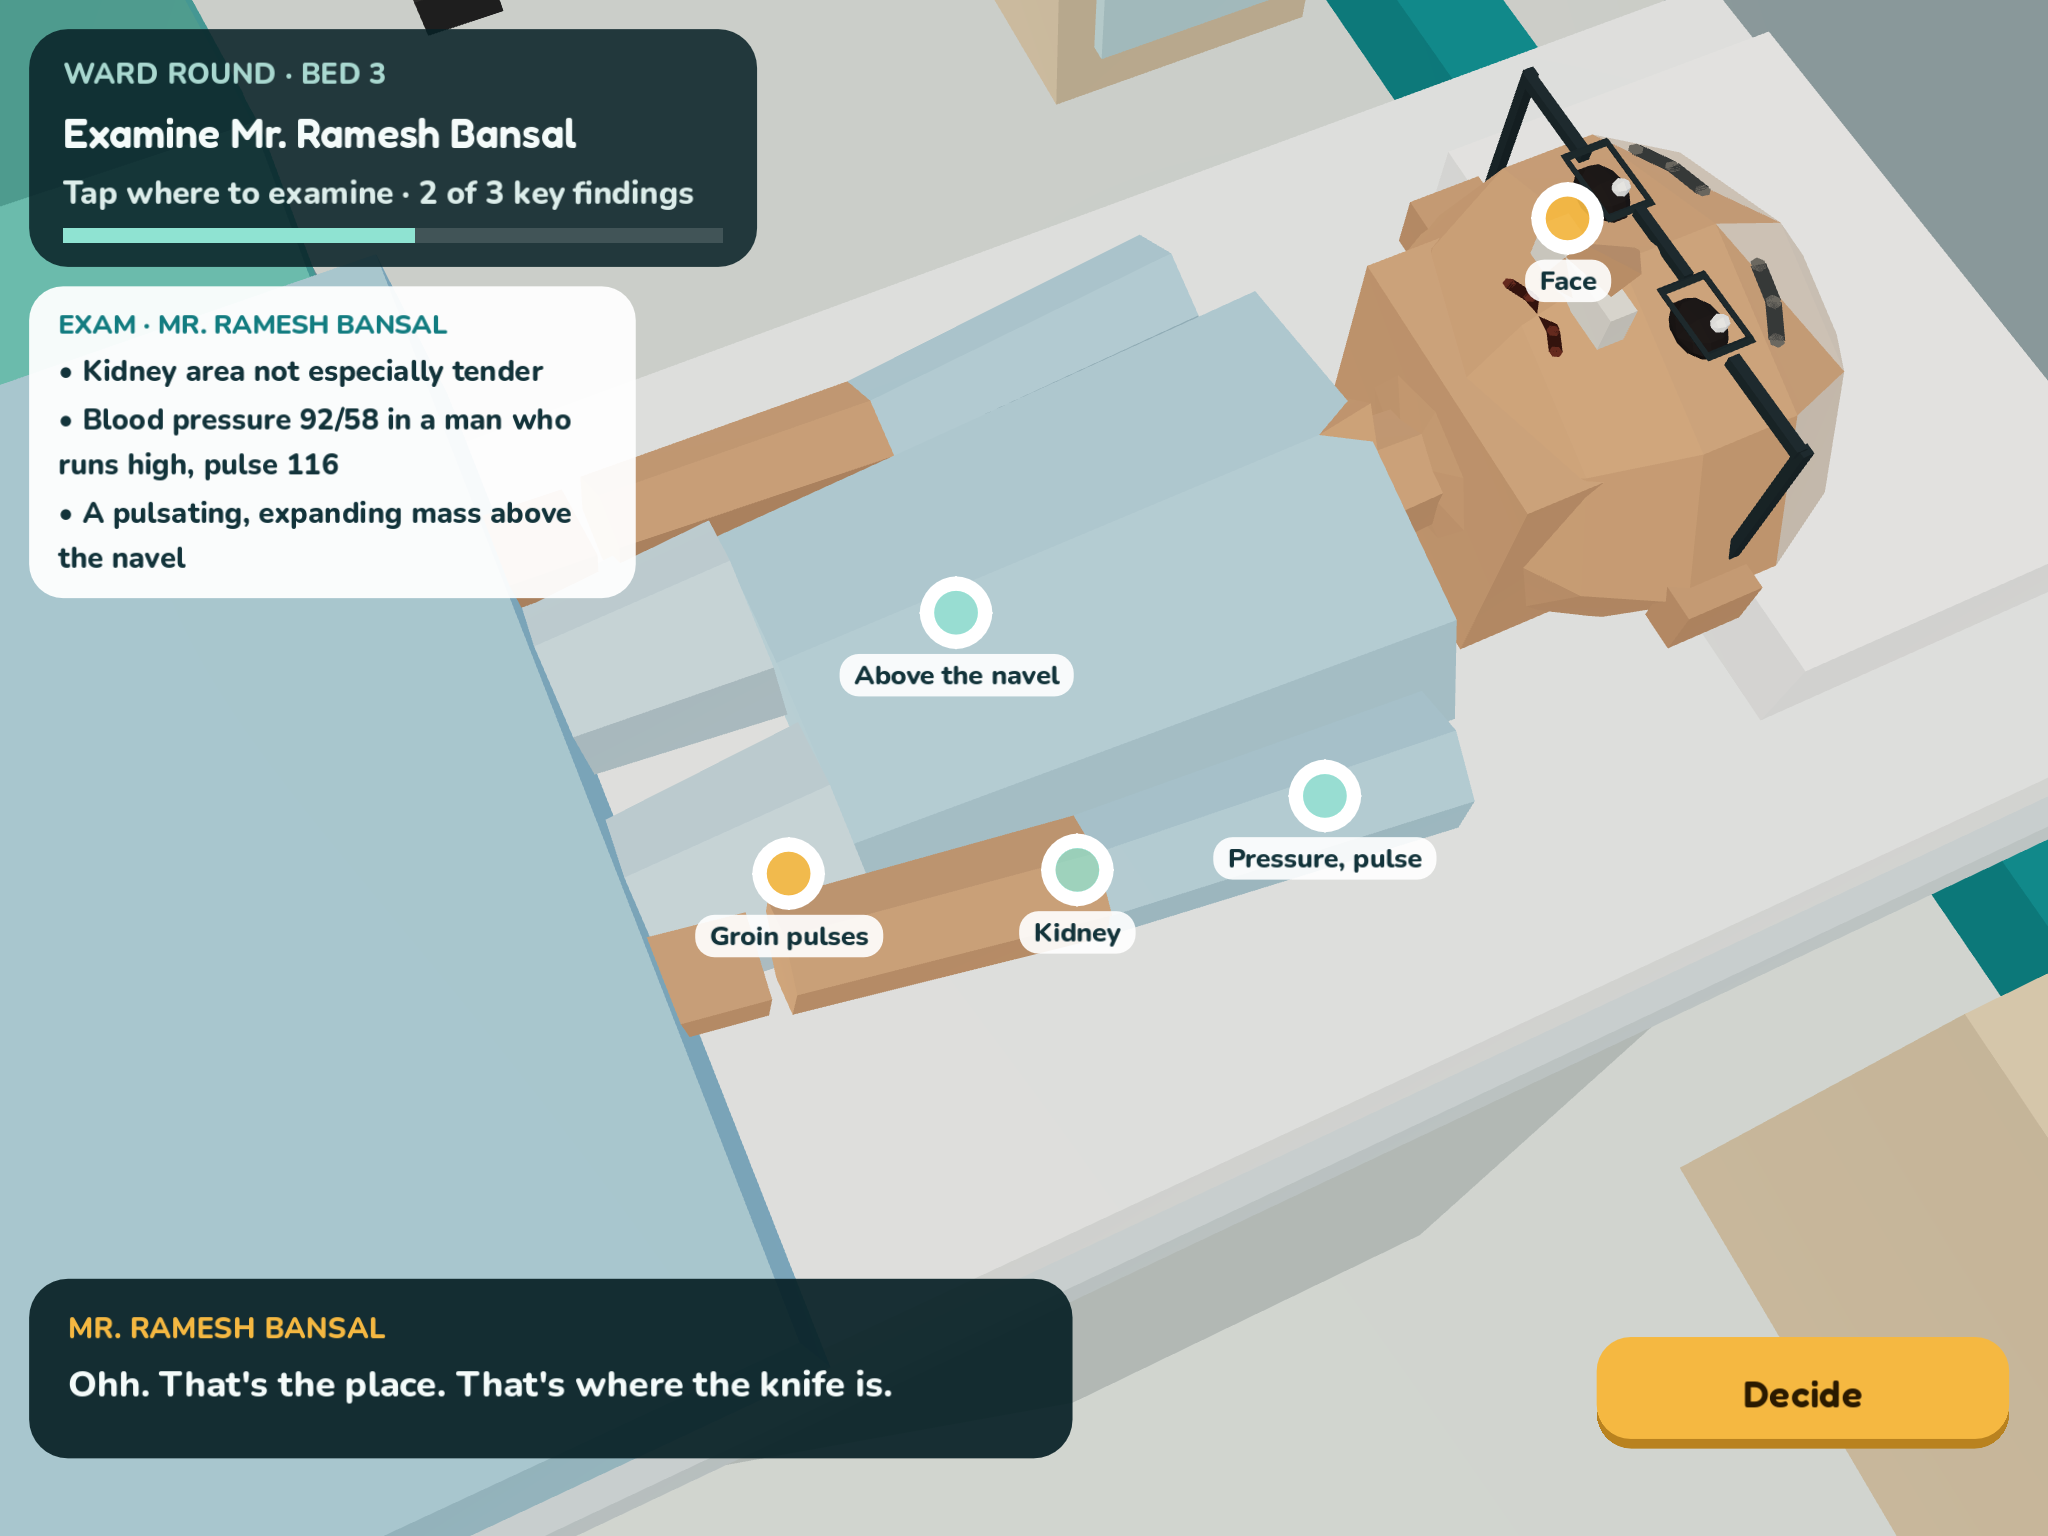 WARD ROUND · BED 3
Examine Mr. Ramesh Bansal
Tap where to examine · 2 of 3 key findings
EXAM · MR. RAMESH BANSAL
• Kidney area not especially tender
• Blood pressure 92/58 in a man who
runs high, pulse 116
• A pulsating, expanding mass above
the navel
Face
Above the navel
Pressure, pulse
Groin pulses
Kidney
MR. RAMESH BANSAL
Ohh. That's the place. That's where the knife is.
Decide